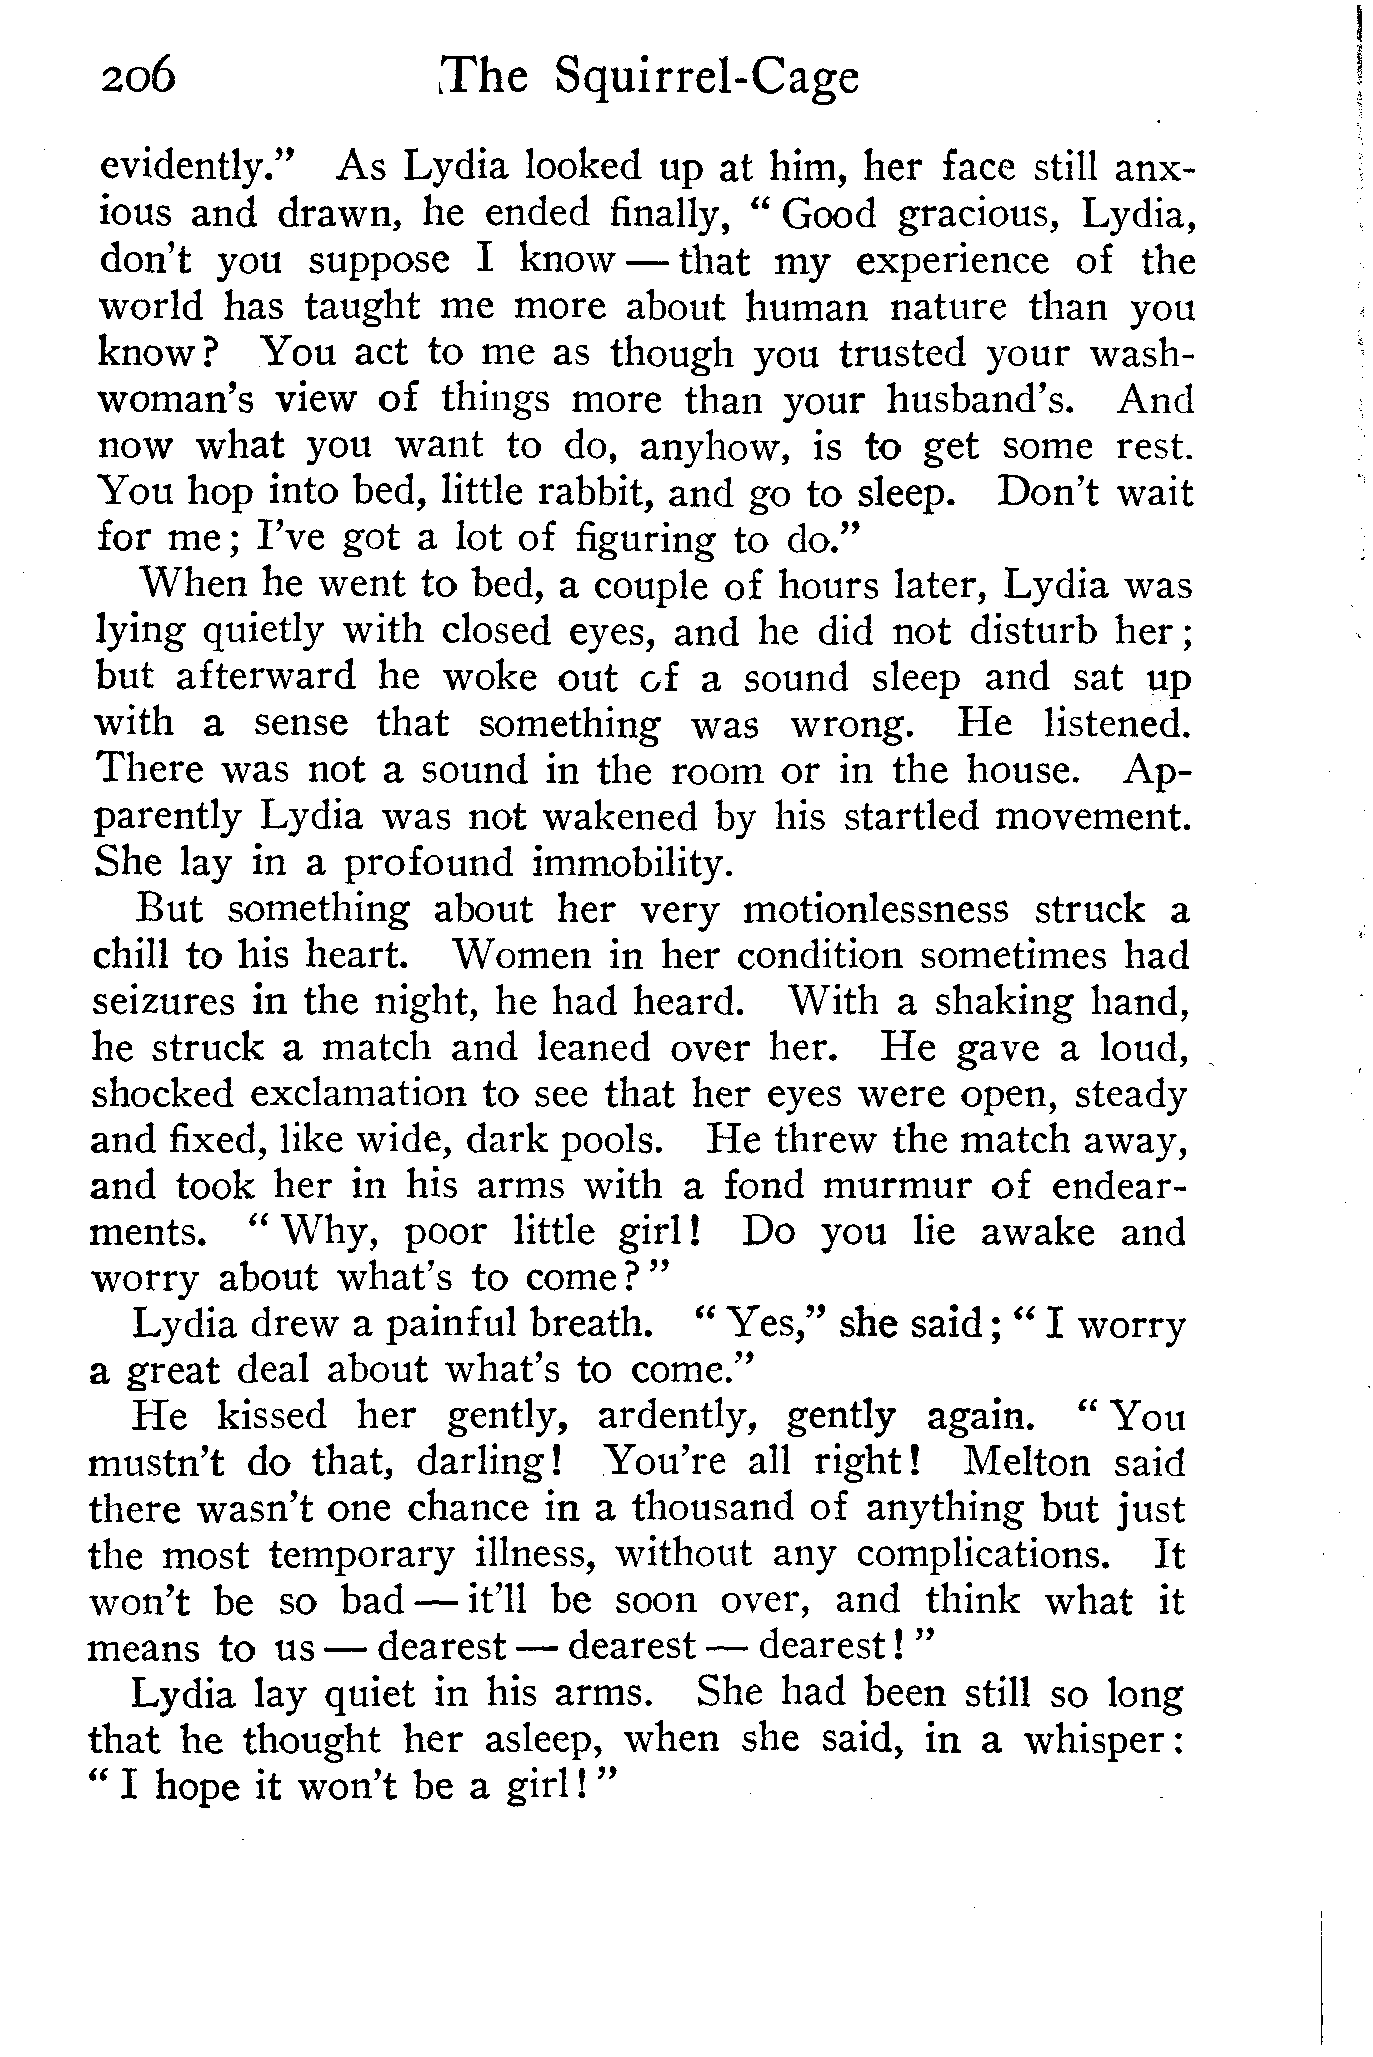 206 The Squirrel-Cage
evidently." As Lydia looked up at him, her face still anx-
ious and drawn, he ended finally, "Good gracious, Lydia,
don't you suppose I know—that my experience of the
world has taught me more about human nature than you
know? You act to me as though you trusted your wash-
woman's view of things more than your husband's. And
now what you want to do, anyhow, is to get some rest.
You hop into bed, little rabbit, and go to sleep. Don't wait
for me; I've got a lot of figuring to do."
When he went to bed, a couple of hours later, Lydia was
lying quietly with closed eyes, and he did not disturb her;
but afterward he woke out of a sound sleep and sat up
with a sense that something was wrong. He listened.
There was not a sound in the room or in the house. Ap-
parently Lydia was not wakened by his startled movement.
She lay in a profound immobility.
But something about her very motionlessness struck a
chill to his heart. Women in her condition sometimes had
seizures in the night, he had heard. With a shaking hand,
he struck a match and leaned over her. He gave a loud,
shocked exclamation to see that her eyes were open, steady
and fixed, like wide, dark pools. He threw the match away,
and took her in his arms with a fond murmur of endear-
ments. "Why, poor little girl! Do you lie awake and
worry about what's to come?"
Lydia drew a painful breath. "Yes," she said; "I worry
a great deal about what's to come."
He kissed her gently, ardently, gently again. "You
mustn't do that, darling! You're all right! Melton said
there wasn't one chance in a thousand of anything but just
the most temporary illness, without any complications. It
won't be so bad—it'll be soon over, and think what it
means to us—dearest—dearest—dearest!"
Lydia lay quiet in his arms. She had been still so long
that he thought her asleep, when she said, in a whisper:
"I hope it won't be a girl!"